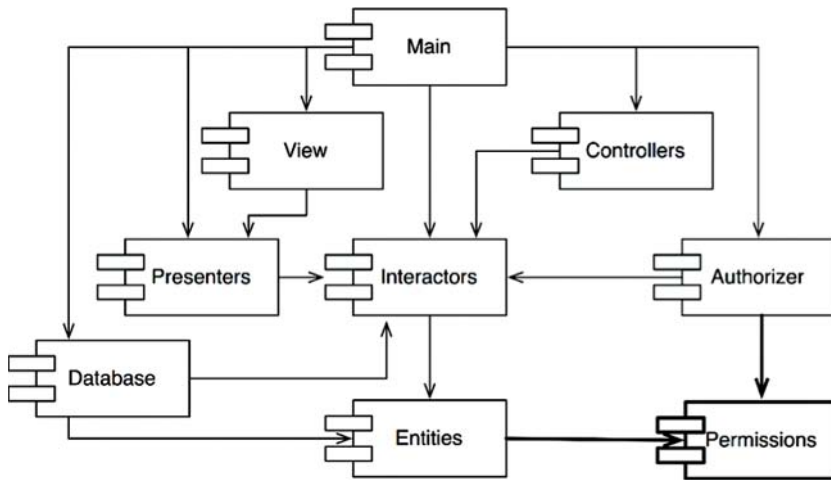 Main
View
Controllers
Presenters
Interactors
Authorizer
Database
Entities
Permissions